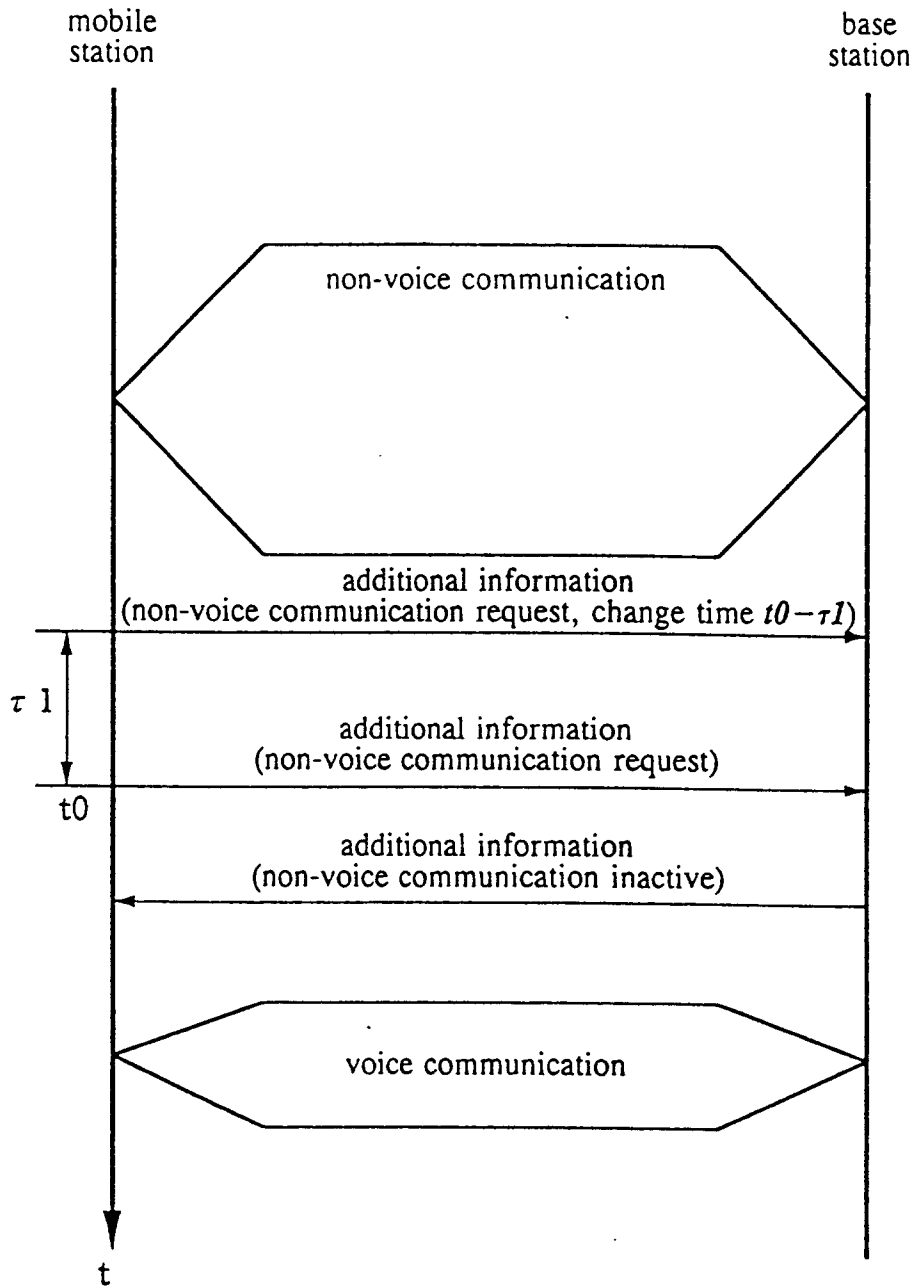 mobile
station
base
station
non-voice communication
additional information
(non-voice communication request, change time t0−τ1)
τ 1
additional information
(non-voice communication request)
t0
additional information
(non-voice communication inactive)
voice communication
t